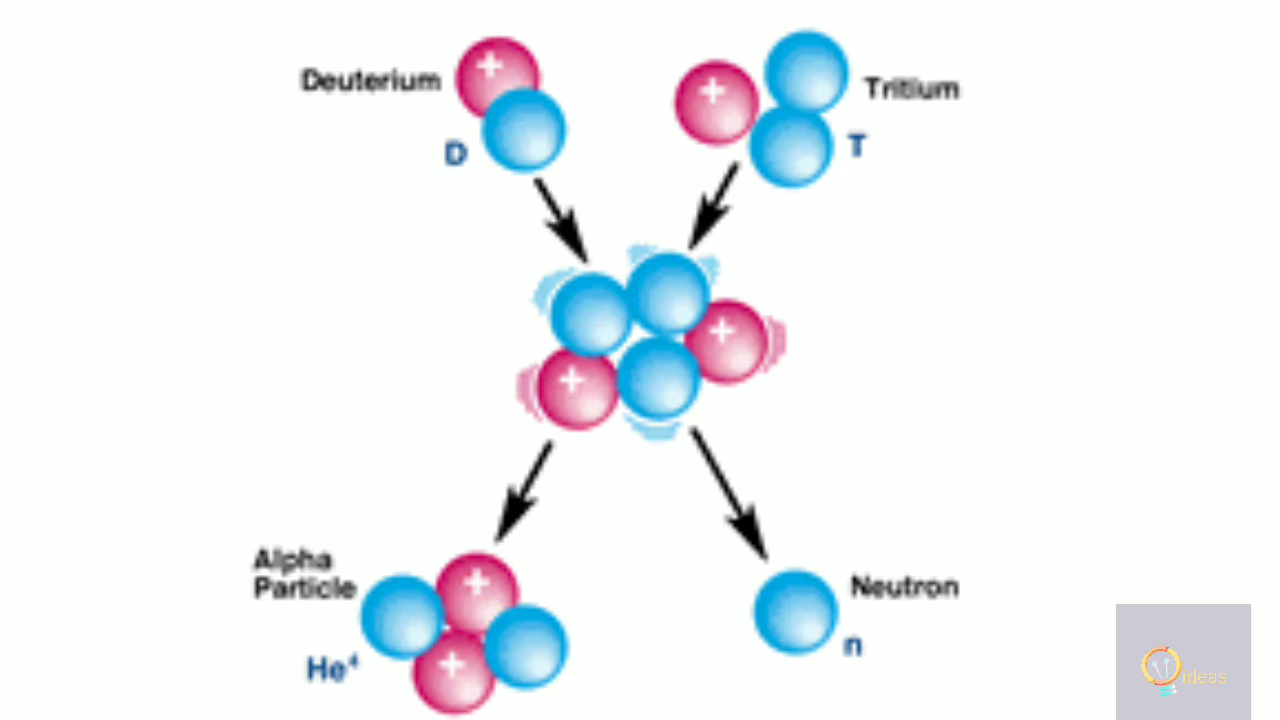 Deuterium
D
+
Tritium
T
+
+
+
Alpha
Particle
He⁴
+
+
Neutron
n
ideas